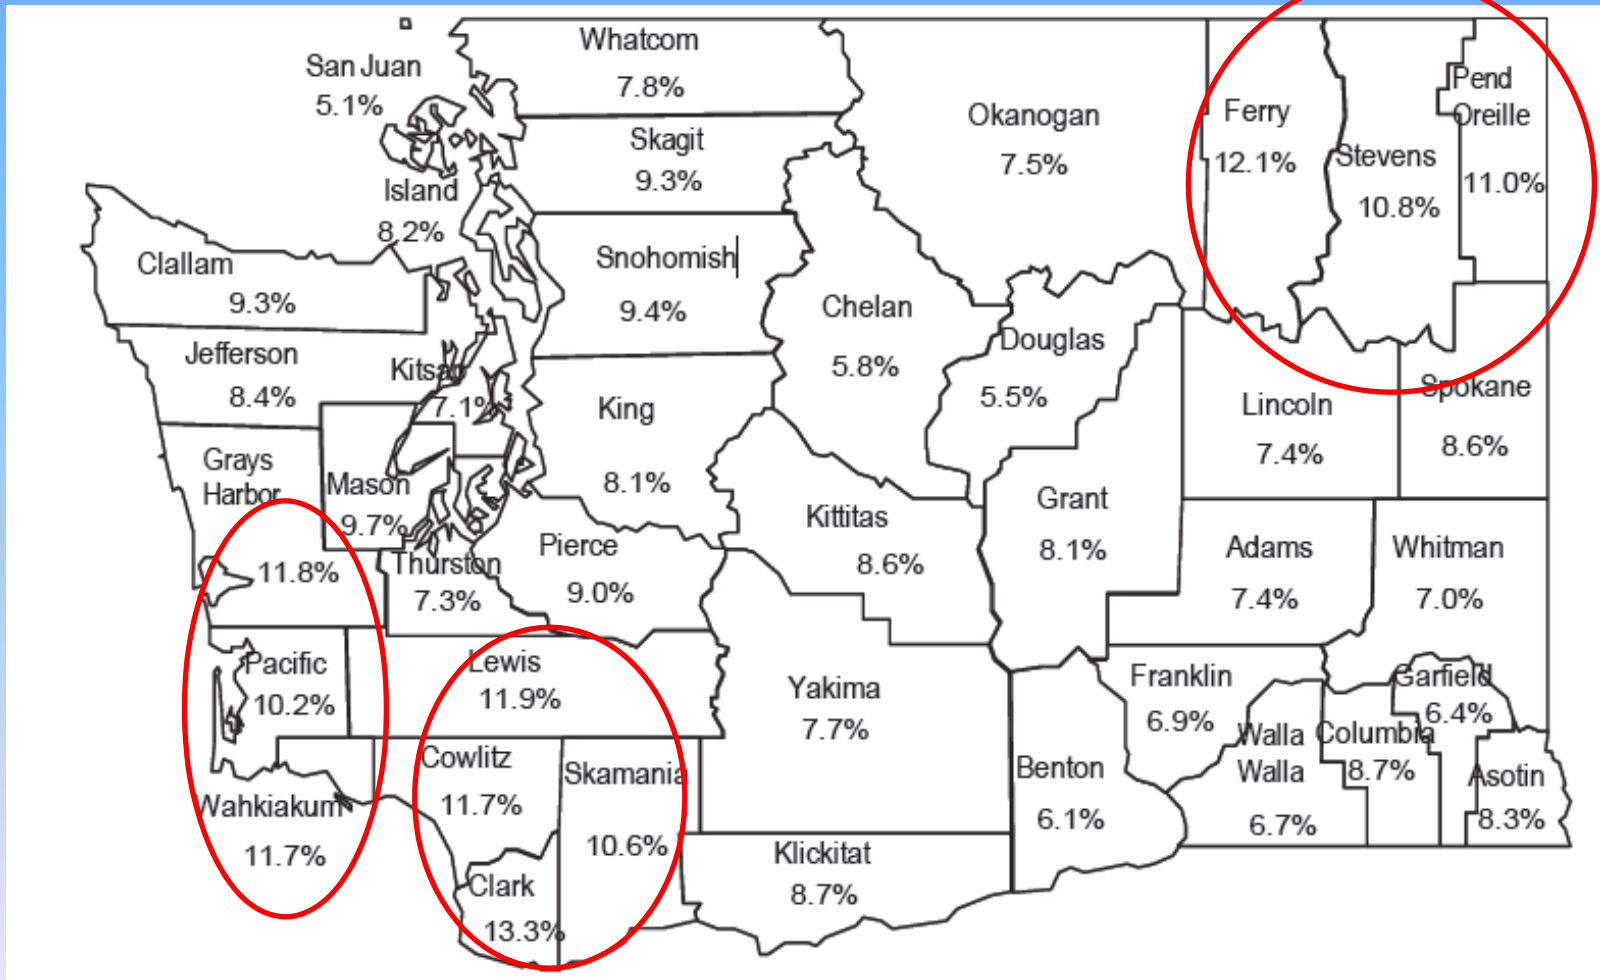 Whatcom
7.8%
San Juan
5.1%
Skagit
9.3%
Island
8.2%
Okanogan
7.5%
Ferry
12.1%
Stevens
10.8%
Pend
Oreille
11.0%
Clallam
9.3%
Snohomish
9.4%
Chelan
5.8%
Douglas
5.5%
Jefferson
8.4%
Kitsap
7.1%
King
8.1%
Lincoln
7.4%
Spokane
8.6%
Grays
Harbor
11.8%
Mason
9.7%
Thurston
7.3%
Pierce
9.0%
Kittitas
8.6%
Grant
8.1%
Adams
7.4%
Whitman
7.0%
Pacific
10.2%
Lewis
11.9%
Yakima
7.7%
Franklin
6.9%
Garfield
6.4%
Walla
Walla
6.7%
Columbia
8.7%
Asotin
8.3%
Benton
6.1%
Wahkiakum
11.7%
Cowlitz
11.7%
Skamania
10.6%
Clark
13.3%
Klickitat
8.7%